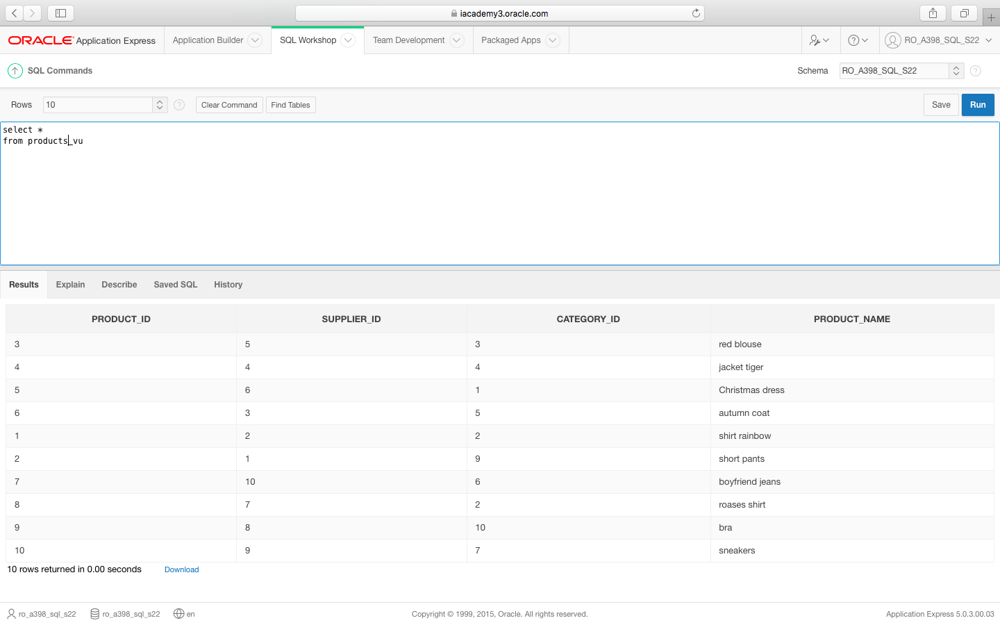 iacademy3.oracle.com
ORACLE Application Express Application Builder SQL Workshop Team Development Packaged Apps RO_A398_SQL_S22
SQL Commands Schema RO_A398_SQL_S22
Rows 10 Clear Command Find Tables Save Run
select *
from products_vu
Results Explain Describe Saved SQL History
PRODUCT_ID SUPPLIER_ID CATEGORY_ID PRODUCT_NAME
3 5 3 red blouse
4 4 4 jacket tiger
5 6 1 Christmas dress
6 3 5 autumn coat
1 2 2 shirt rainbow
2 1 9 short pants
7 10 6 boyfriend jeans
8 7 2 roases shirt
9 8 10 bra
10 9 7 sneakers
10 rows returned in 0.00 seconds Download
ro_a398_sql_s22 ro_a398_sql_s22 en Copyright © 1999, 2015, Oracle. All rights reserved. Application Express 5.0.3.00.03